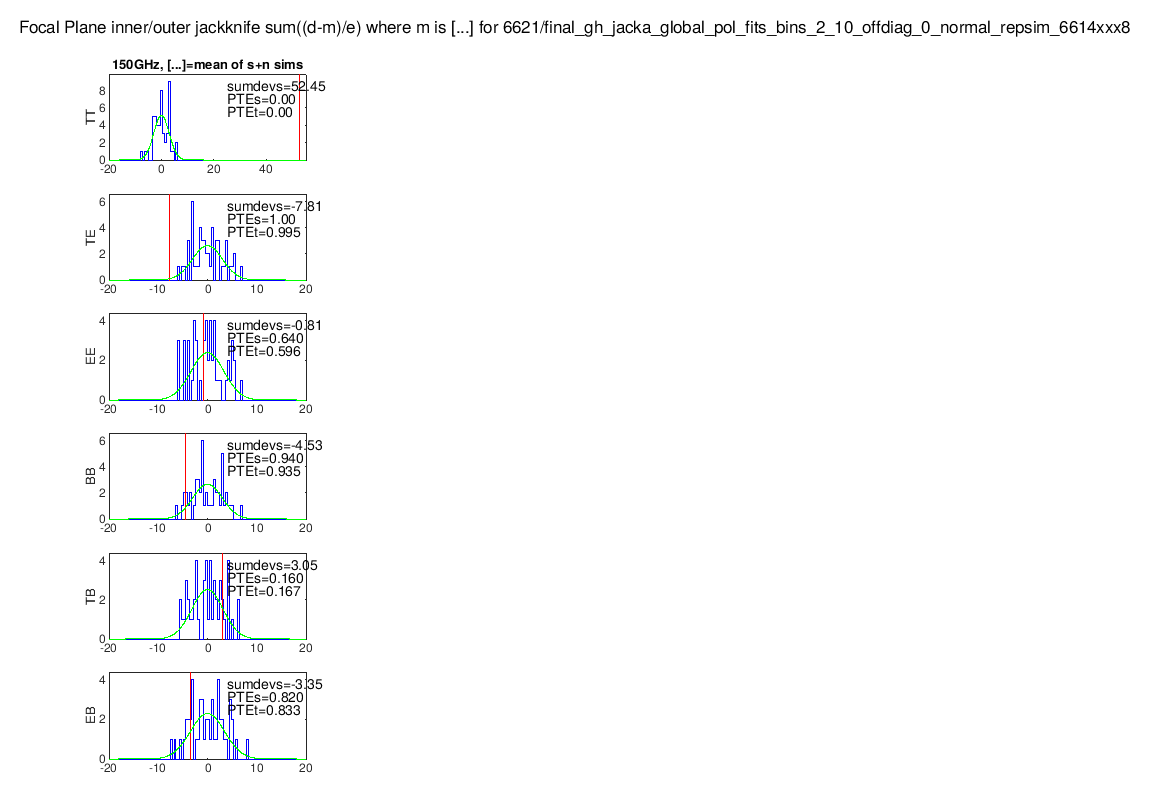 Focal Plane inner/outer jackknife sum((d-m)/e) where m is [...] for 6621/final_gh_jacka_global_pol_fits_bins_2_10_offdiag_0_normal_repsim_6614xxx8
150GHz, [...]=mean of s+n sims
TT
8
6
4
2
0
sumdevs=52.45
PTEs=0.00
PTEt=0.00
-20 0 20 40
TE
6
4
2
0
sumdevs=-7.81
PTEs=1.00
PTEt=0.995
-20 -10 0 10 20
EE
4
2
0
sumdevs=-0.81
PTEs=0.640
PTEt=0.596
-20 -10 0 10 20
BB
6
4
2
0
sumdevs=-4.53
PTEs=0.940
PTEt=0.935
-20 -10 0 10 20
TB
4
2
0
sumdevs=3.05
PTEs=0.160
PTEt=0.167
-20 -10 0 10 20
EB
4
2
0
sumdevs=-3.35
PTEs=0.820
PTEt=0.833
-20 -10 0 10 20